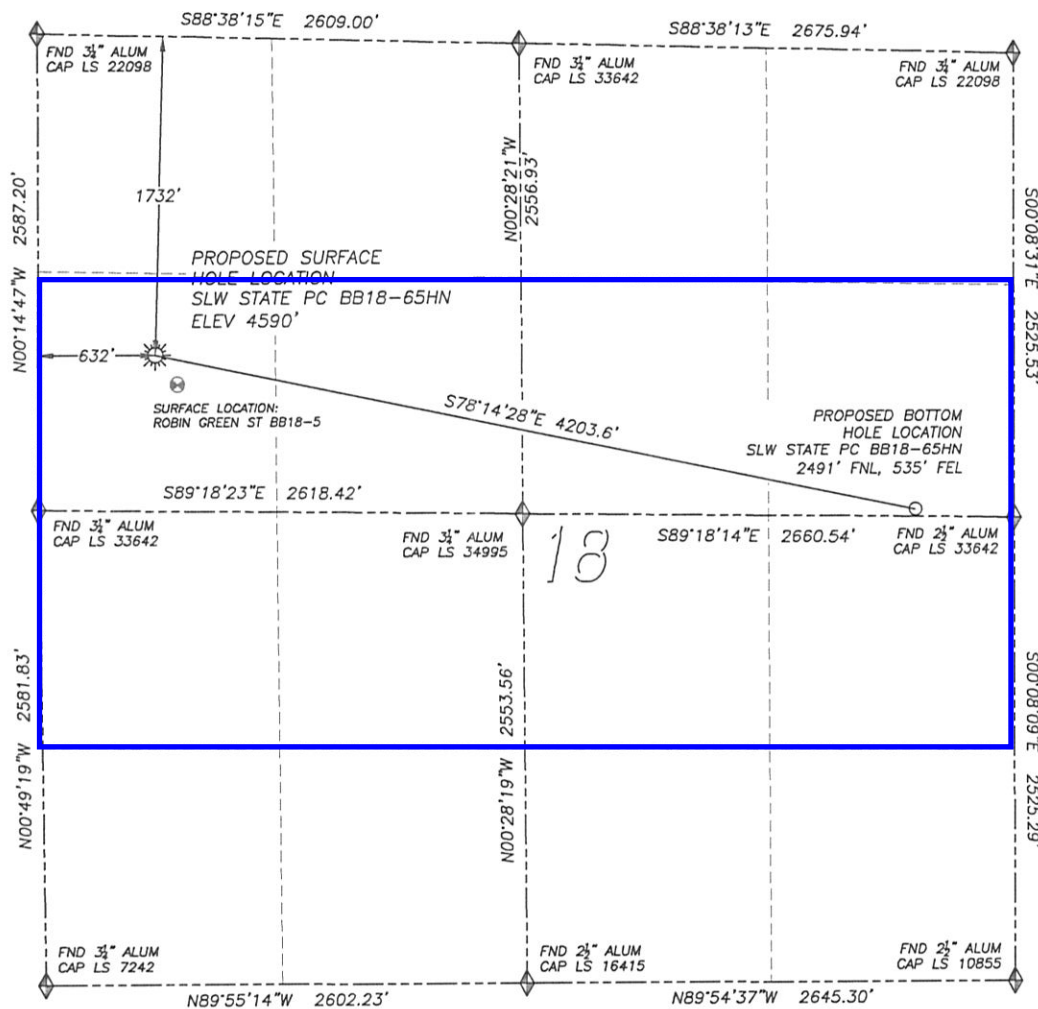 S88°38'15"E 2609.00'
S88°38'13"E 2675.94'
FND 3¼" ALUM
CAP LS 22098
FND 3¼" ALUM
CAP LS 33642
FND 3¼" ALUM
CAP LS 22098
1732'
N00°14'47"W 2587.20'
N00°28'21"W
2556.93'
S00°08'31"E 2525.53'
PROPOSED SURFACE
HOLE LOCATION
SLW STATE PC BB18-65HN
ELEV 4590'
632'
SURFACE LOCATION:
ROBIN GREEN ST BB18-5
S78°14'28"E 4203.6'
PROPOSED BOTTOM
HOLE LOCATION
SLW STATE PC BB18-65HN
2491' FNL, 535' FEL
S89°18'23"E 2618.42'
FND 3¼" ALUM
CAP LS 33642
FND 3¼" ALUM
CAP LS 34995
18
S89°18'14"E 2660.54'
FND 2½" ALUM
CAP LS 33642
N00°49'19"W 2581.83'
N00°28'19"W 2553.56'
S00°08'09"E 2525.29'
FND 3¼" ALUM
CAP LS 7242
FND 2½" ALUM
CAP LS 16415
FND 2½" ALUM
CAP LS 10855
N89°55'14"W 2602.23'
N89°54'37"W 2645.30'